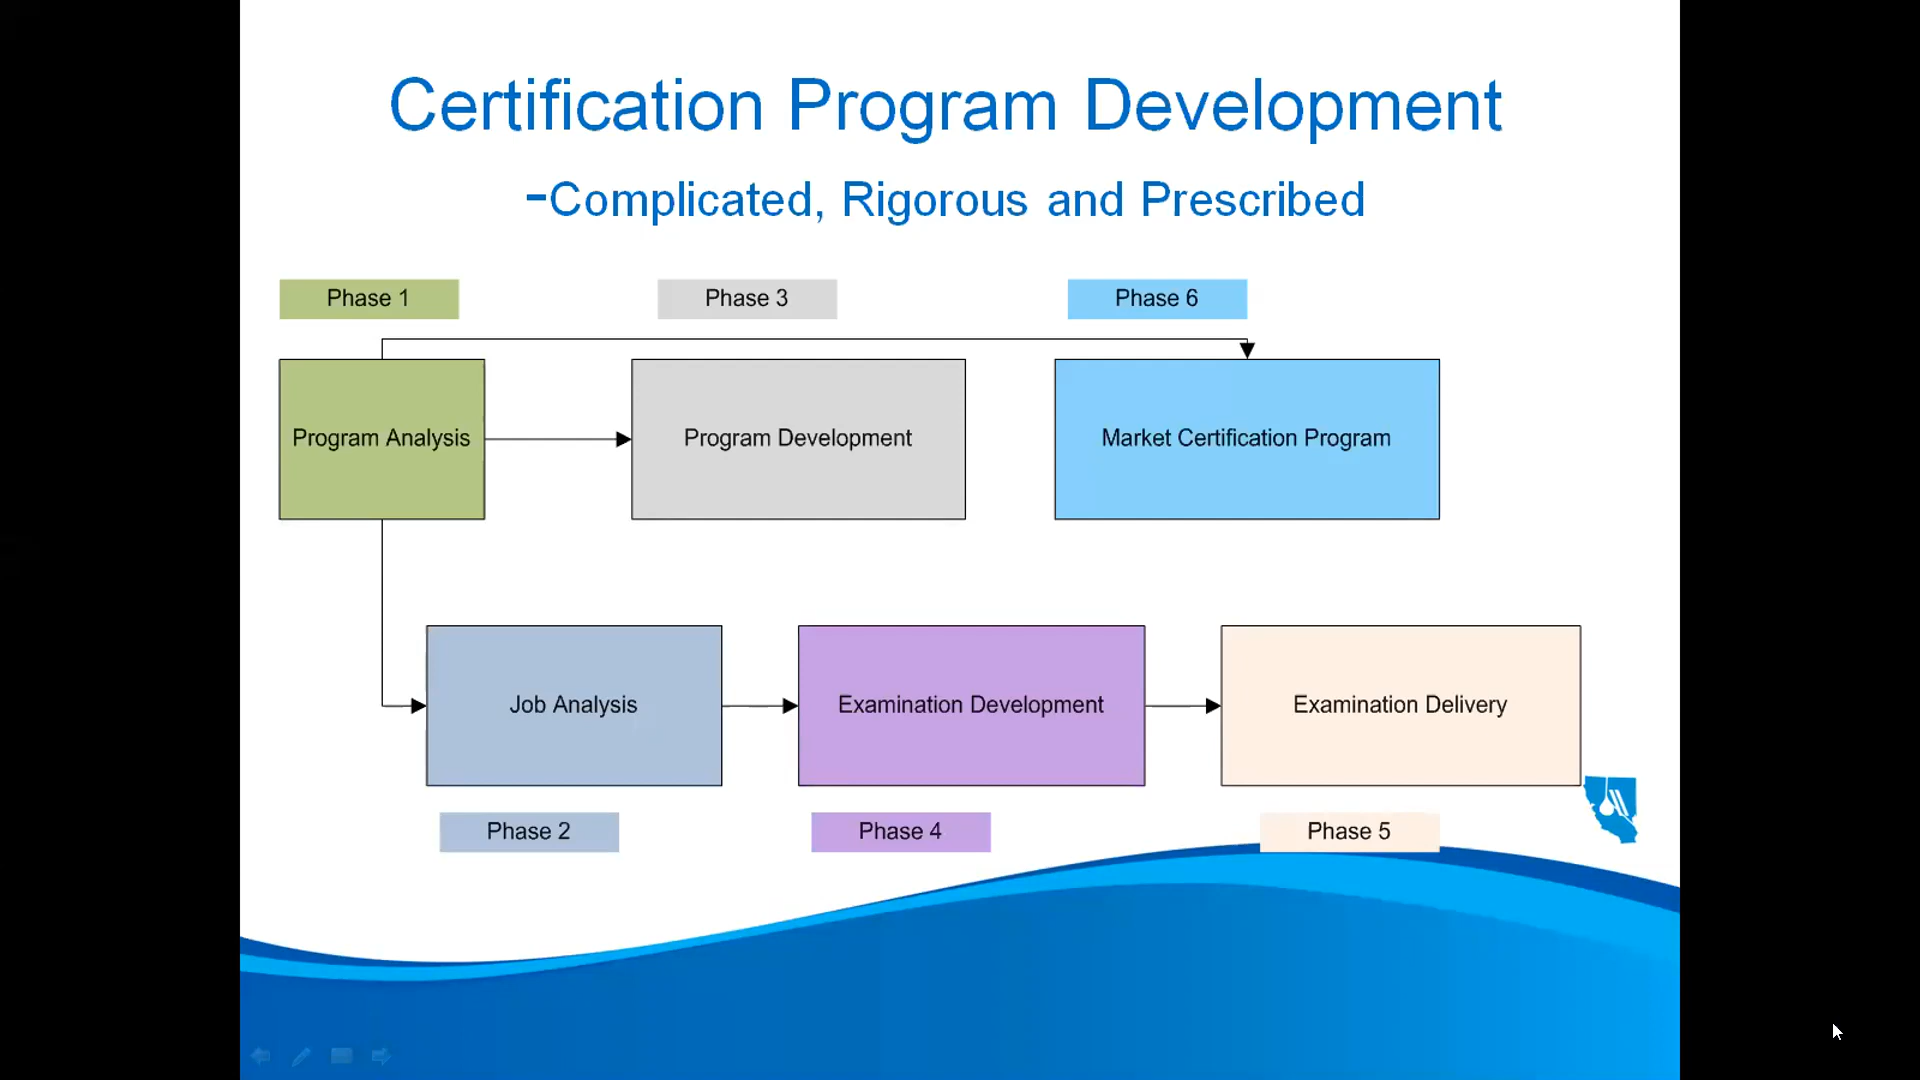 Certification Program Development
-Complicated, Rigorous and Prescribed
Phase 1
Phase 3
Phase 6
Program Analysis
Program Development
Market Certification Program
Job Analysis
Examination Development
Examination Delivery
Phase 2
Phase 4
Phase 5